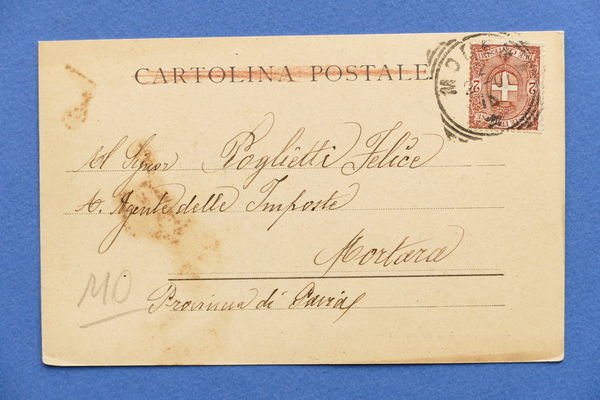 CARTOLINA POSTALE
Al Signor Poglietti Felice
A. Agente delle Imposte
Mortara
Provincia di Pavia
MO